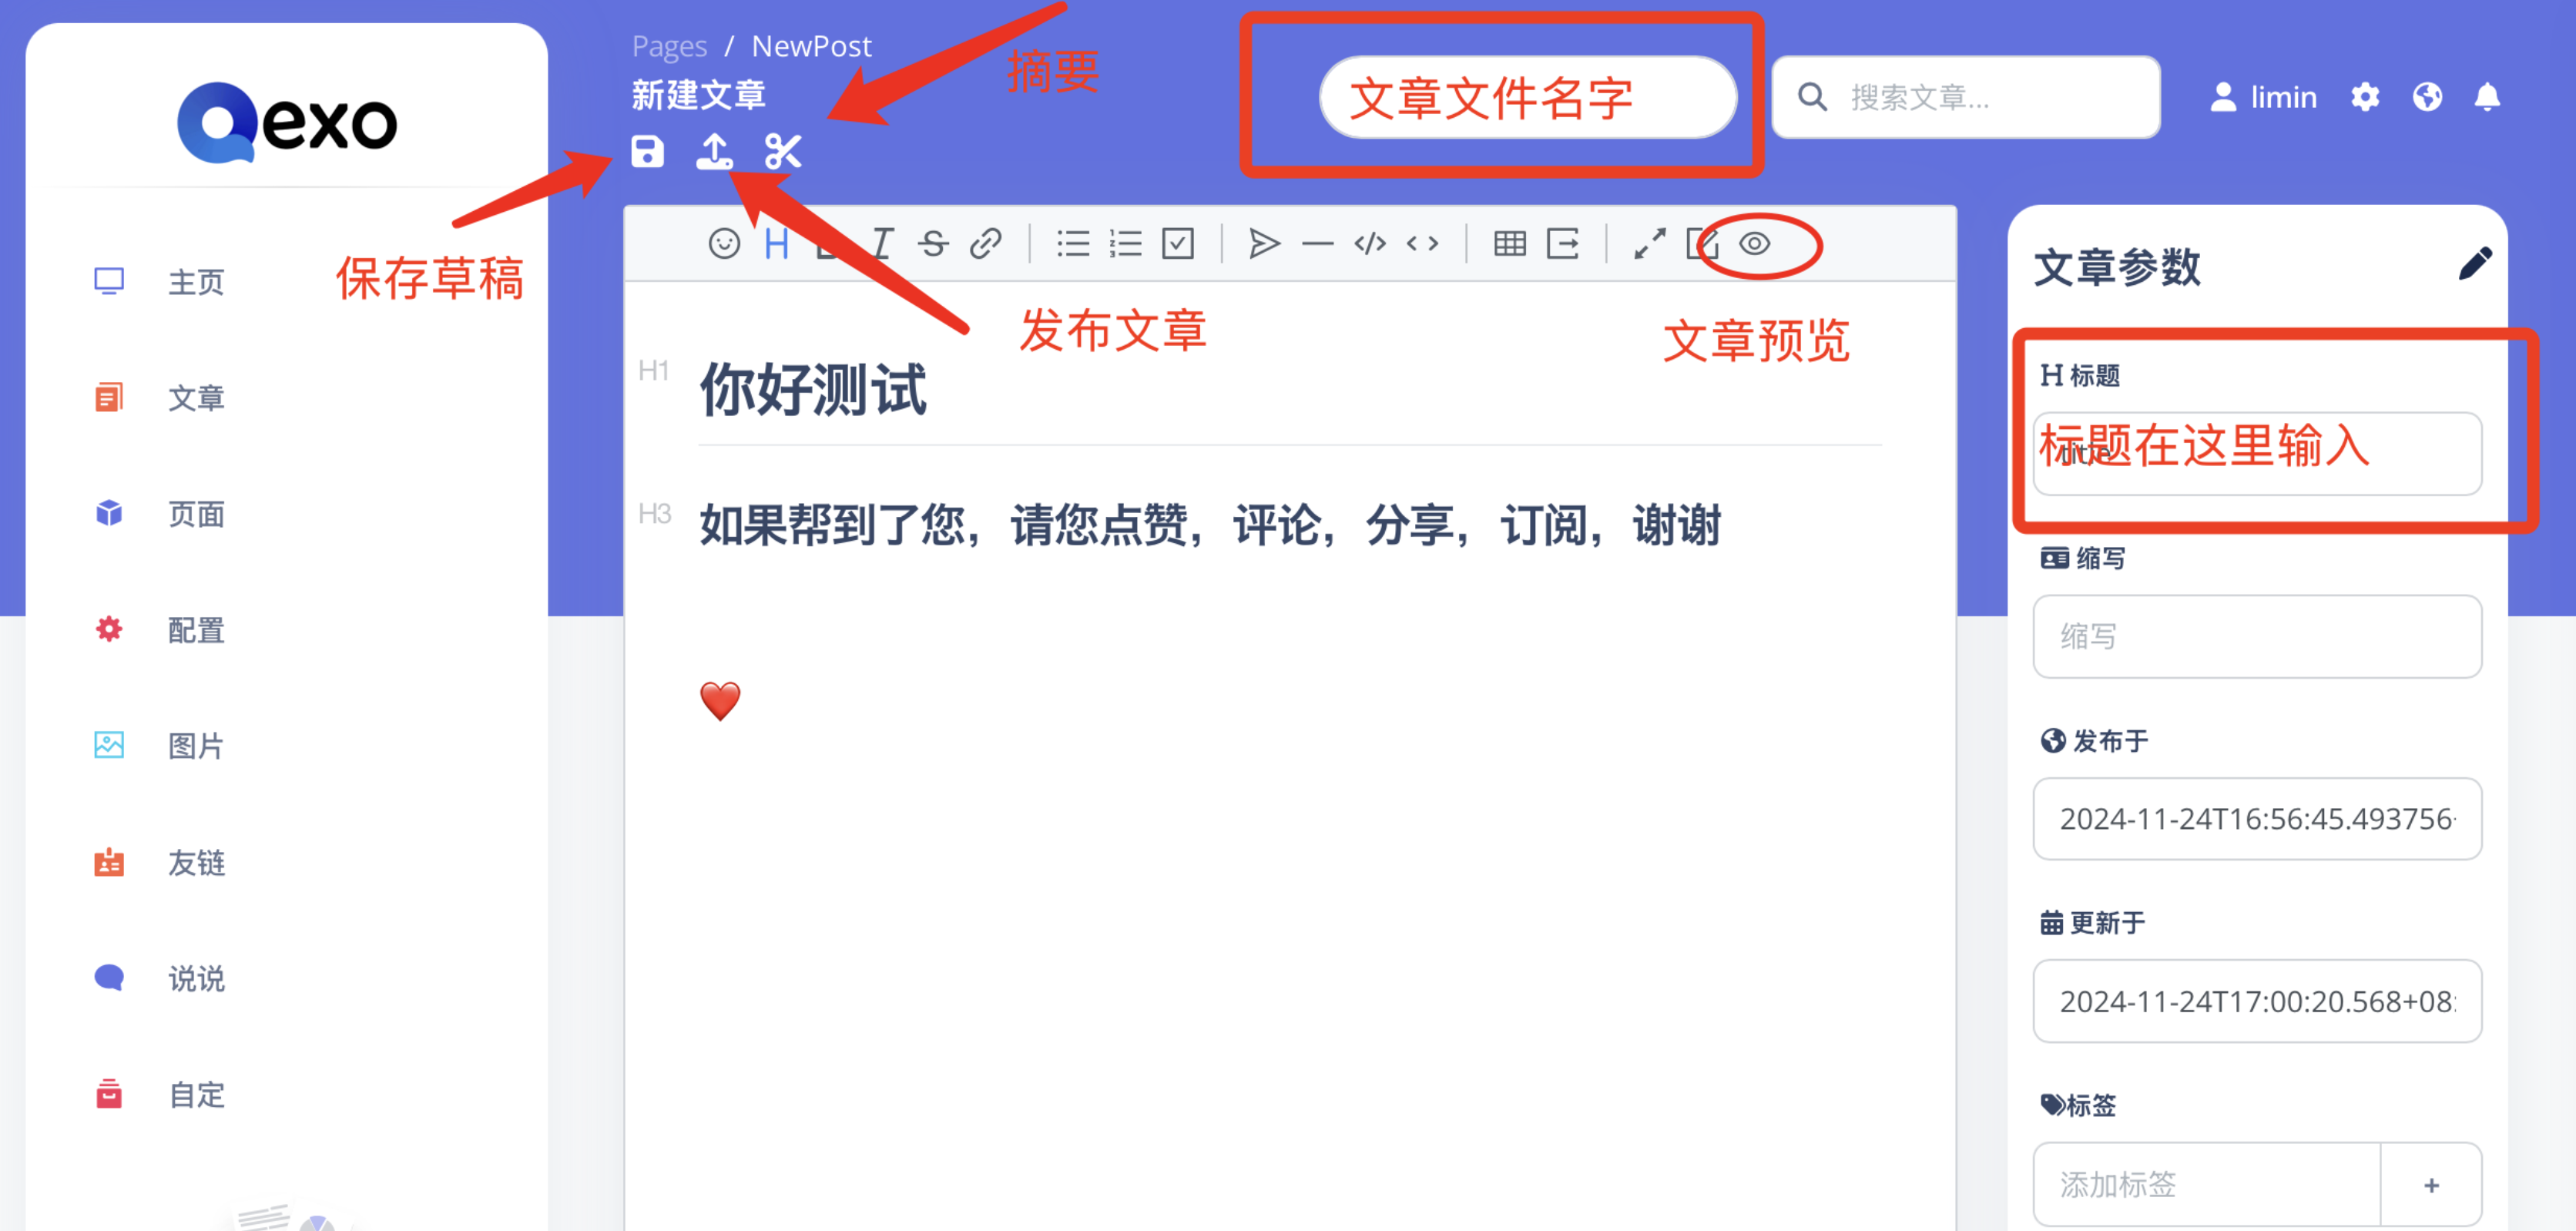 Qexo
主页
文章
页面
配置
图片
友链
说说
自定
保存草稿
Pages / NewPost
新建文章
摘要
文章文件名字
搜索文章...
limin
发布文章
文章预览
H1 你好测试
H3 如果帮到了您，请您点赞，评论，分享，订阅，谢谢
文章参数
H 标题
标题在这里输入
title
缩写
缩写
发布于
2024-11-24T16:56:45.493756
更新于
2024-11-24T17:00:20.568+08:
标签
添加标签 +